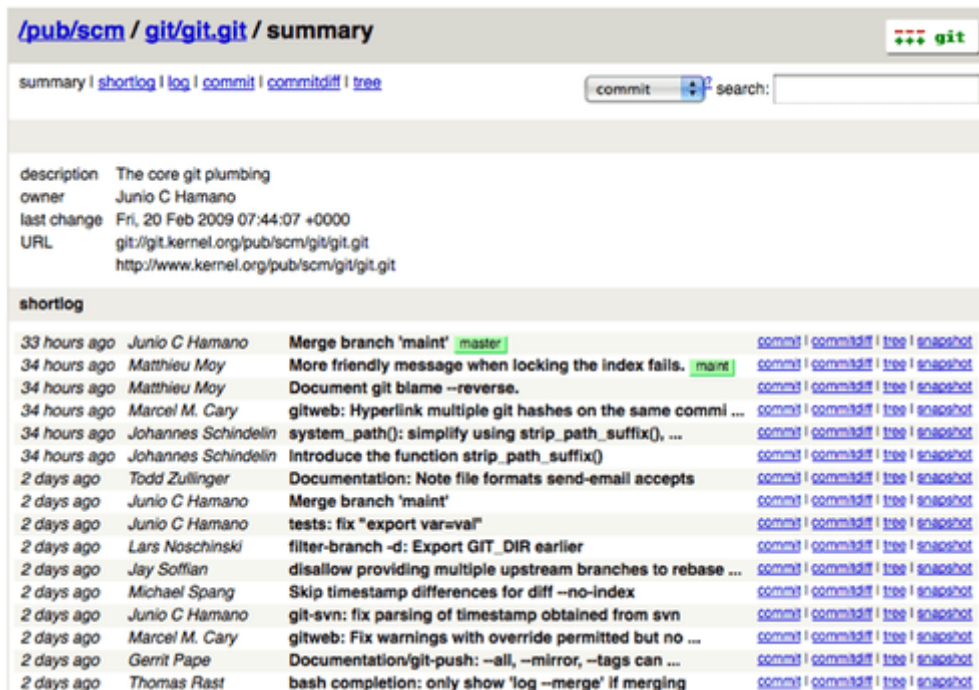 /pub/scm / git/git.git / summary
git
summary | shortlog | log | commit | commitdiff | tree
commit ? search:
description The core git plumbing
owner Junio C Hamano
last change Fri, 20 Feb 2009 07:44:07 +0000
URL git://git.kernel.org/pub/scm/git/git.git
http://www.kernel.org/pub/scm/git/git.git
shortlog
33 hours ago Junio C Hamano Merge branch 'maint' master commit | commitdiff | tree | snapshot
34 hours ago Matthieu Moy More friendly message when locking the index fails. maint commit | commitdiff | tree | snapshot
34 hours ago Matthieu Moy Document git blame --reverse. commit | commitdiff | tree | snapshot
34 hours ago Marcel M. Cary gitweb: Hyperlink multiple git hashes on the same commi ... commit | commitdiff | tree | snapshot
34 hours ago Johannes Schindelin system_path(): simplify using strip_path_suffix(), ... commit | commitdiff | tree | snapshot
34 hours ago Johannes Schindelin Introduce the function strip_path_suffix() commit | commitdiff | tree | snapshot
2 days ago Todd Zullinger Documentation: Note file formats send-email accepts commit | commitdiff | tree | snapshot
2 days ago Junio C Hamano Merge branch 'maint' commit | commitdiff | tree | snapshot
2 days ago Junio C Hamano tests: fix "export var=val" commit | commitdiff | tree | snapshot
2 days ago Lars Noschinski filter-branch -d: Export GIT_DIR earlier commit | commitdiff | tree | snapshot
2 days ago Jay Soffian disallow providing multiple upstream branches to rebase ... commit | commitdiff | tree | snapshot
2 days ago Michael Spang Skip timestamp differences for diff --no-index commit | commitdiff | tree | snapshot
2 days ago Junio C Hamano git-svn: fix parsing of timestamp obtained from svn commit | commitdiff | tree | snapshot
2 days ago Marcel M. Cary gitweb: Fix warnings with override permitted but no ... commit | commitdiff | tree | snapshot
2 days ago Gerrit Pape Documentation/git-push: --all, --mirror, --tags can ... commit | commitdiff | tree | snapshot
2 days ago Thomas Rast bash completion: only show 'log --merge' if merging commit | commitdiff | tree | snapshot